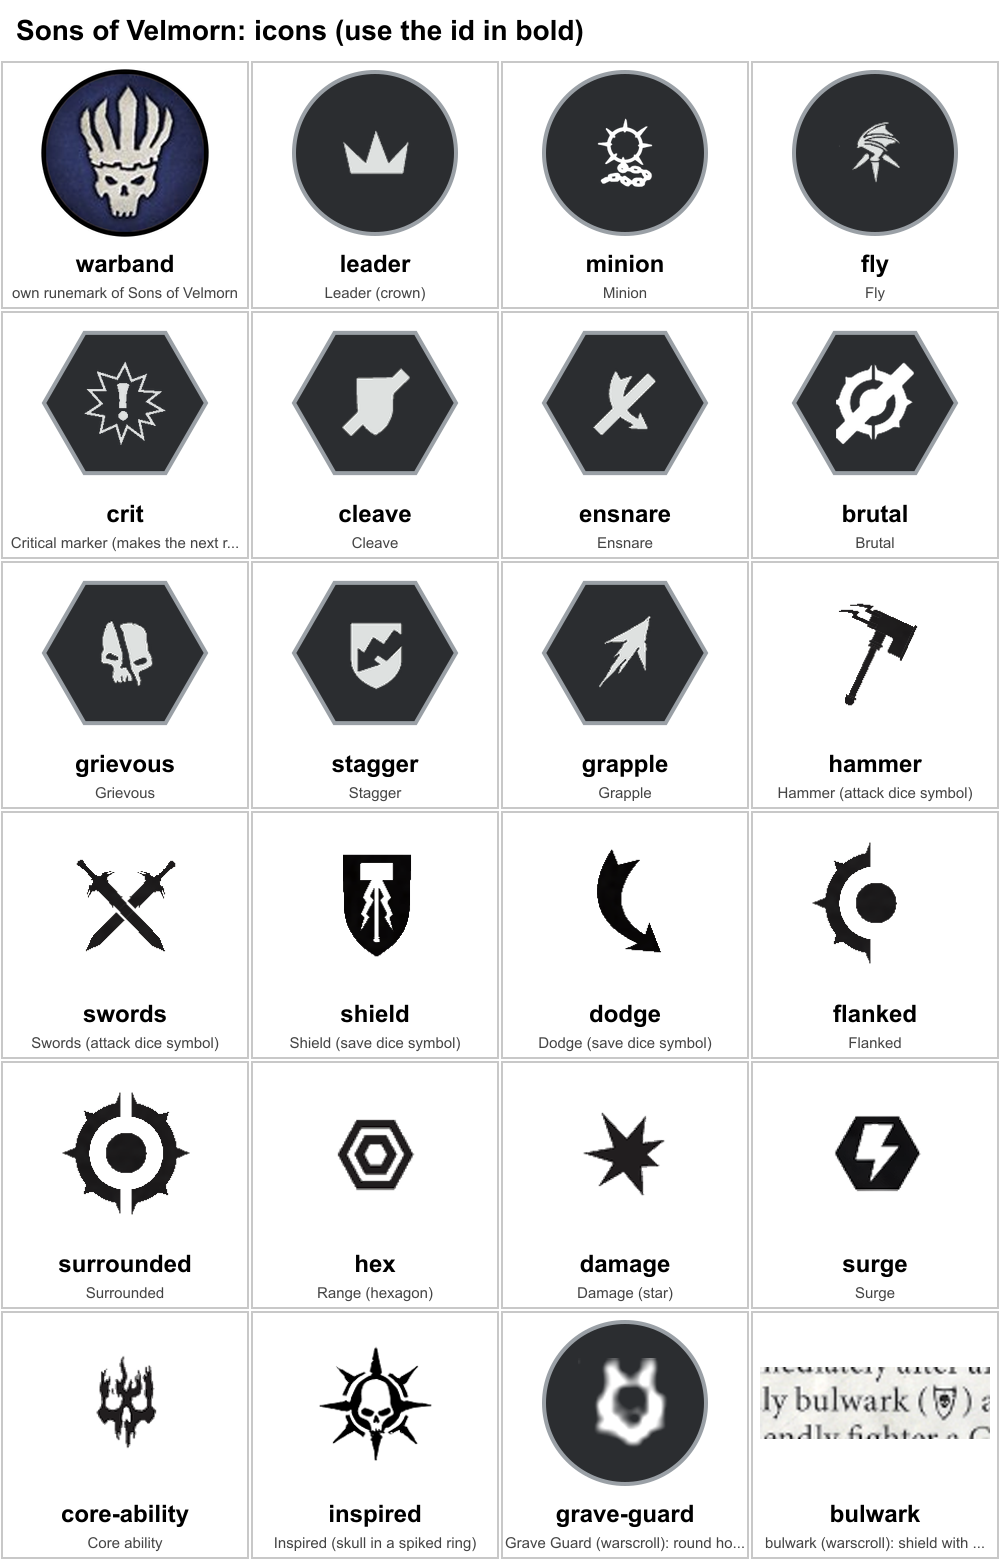 Sons of Velmorn: icons (use the id in bold)
warband
own runemark of Sons of Velmorn
leader
Leader (crown)
minion
Minion
fly
Fly
crit
Critical marker (makes the next r...
cleave
Cleave
ensnare
Ensnare
brutal
Brutal
grievous
Grievous
stagger
Stagger
grapple
Grapple
hammer
Hammer (attack dice symbol)
swords
Swords (attack dice symbol)
shield
Shield (save dice symbol)
dodge
Dodge (save dice symbol)
flanked
Flanked
surrounded
Surrounded
hex
Range (hexagon)
damage
Damage (star)
surge
Surge
core-ability
Core ability
inspired
Inspired (skull in a spiked ring)
grave-guard
Grave Guard (warscroll): round ho...
ly bulwark ( ) a
bulwark
bulwark (warscroll): shield with ...